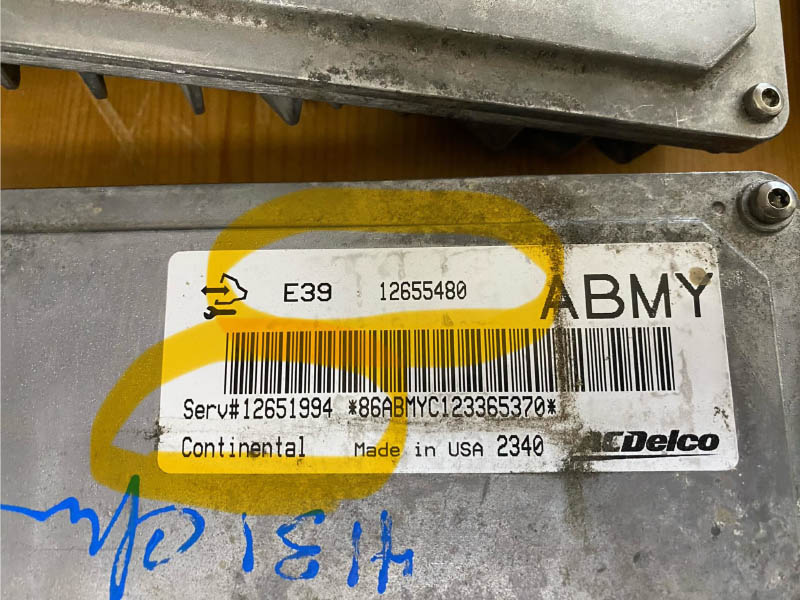 E39 12655480 ABMY
Serv#12651994 *86ABMYC123365370*
Continental Made in USA 2340 ACDelco